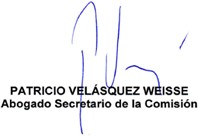 PATRICIO VELÁSQUEZ WEISSE
Abogado Secretario de la Comisión